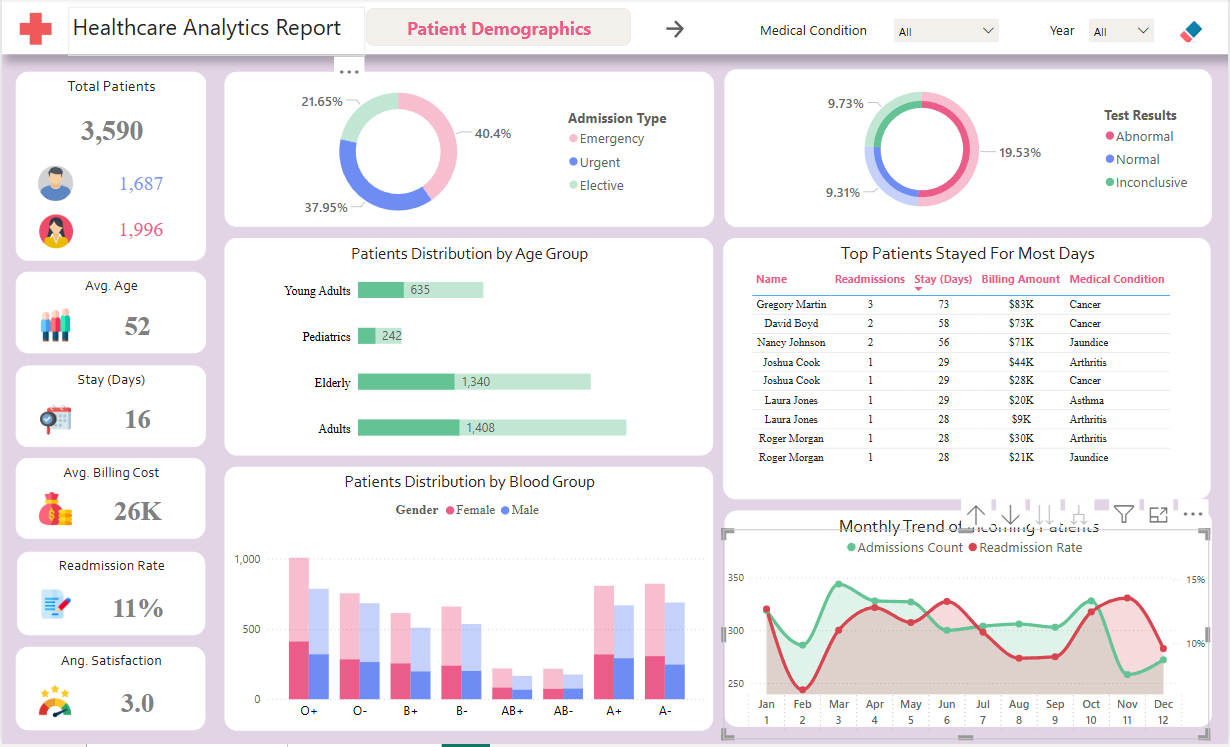 Healthcare Analytics Report
Patient Demographics
Medical Condition
All
Year
All
Total Patients
3,590
1,687
1,996
Avg. Age
52
Stay (Days)
16
Avg. Billing Cost
26K
Readmission Rate
11%
Ang. Satisfaction
3.0
21.65%
40.4%
37.95%
Admission Type
Emergency
Urgent
Elective
9.73%
19.53%
9.31%
Test Results
Abnormal
Normal
Inconclusive
Patients Distribution by Age Group
Young Adults 635
Pediatrics 242
Elderly 1,340
Adults 1,408
Top Patients Stayed For Most Days
Name Readmissions Stay (Days) Billing Amount Medical Condition
Gregory Martin 3 73 $83K Cancer
David Boyd 2 58 $73K Cancer
Nancy Johnson 2 56 $71K Jaundice
Joshua Cook 1 29 $44K Arthritis
Joshua Cook 1 29 $28K Cancer
Laura Jones 1 29 $20K Asthma
Laura Jones 1 28 $9K Arthritis
Roger Morgan 1 28 $30K Arthritis
Roger Morgan 1 28 $21K Jaundice
Patients Distribution by Blood Group
Gender Female Male
1,000
500
0
O+ O- B+ B- AB+ AB- A+ A-
Monthly Trend of Incoming Patients
Admissions Count Readmission Rate
350
300
250
15%
10%
Jan Feb Mar Apr May Jun Jul Aug Sep Oct Nov Dec
1 2 3 4 5 6 7 8 9 10 11 12